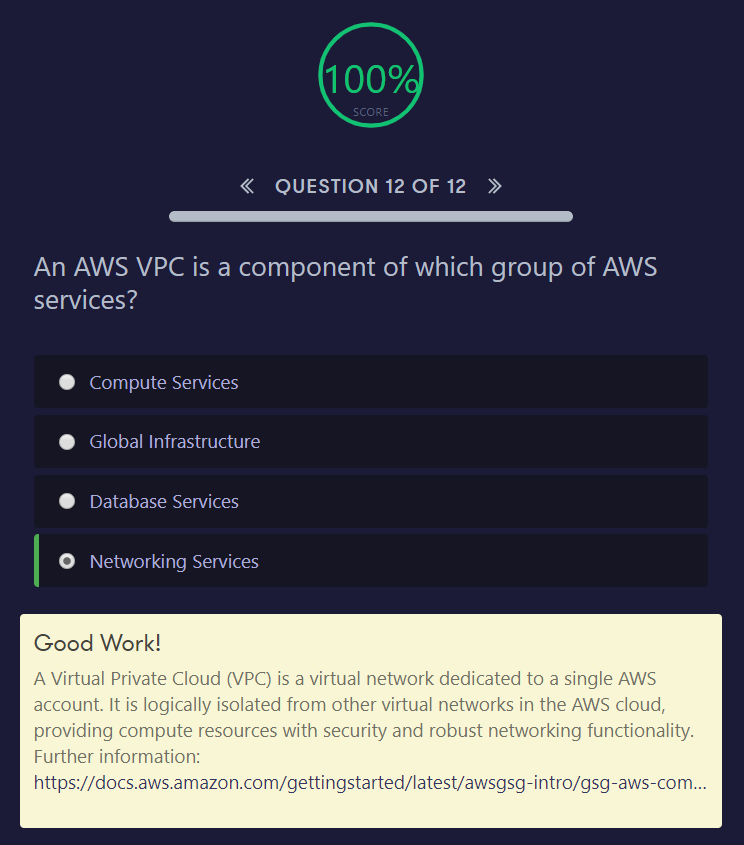 100%
SCORE
« QUESTION 12 OF 12 »
An AWS VPC is a component of which group of AWS
services?
Compute Services
Global Infrastructure
Database Services
Networking Services
Good Work!
A Virtual Private Cloud (VPC) is a virtual network dedicated to a single AWS
account. It is logically isolated from other virtual networks in the AWS cloud,
providing compute resources with security and robust networking functionality.
Further information:
https://docs.aws.amazon.com/gettingstarted/latest/awsgsg-intro/gsg-aws-com...